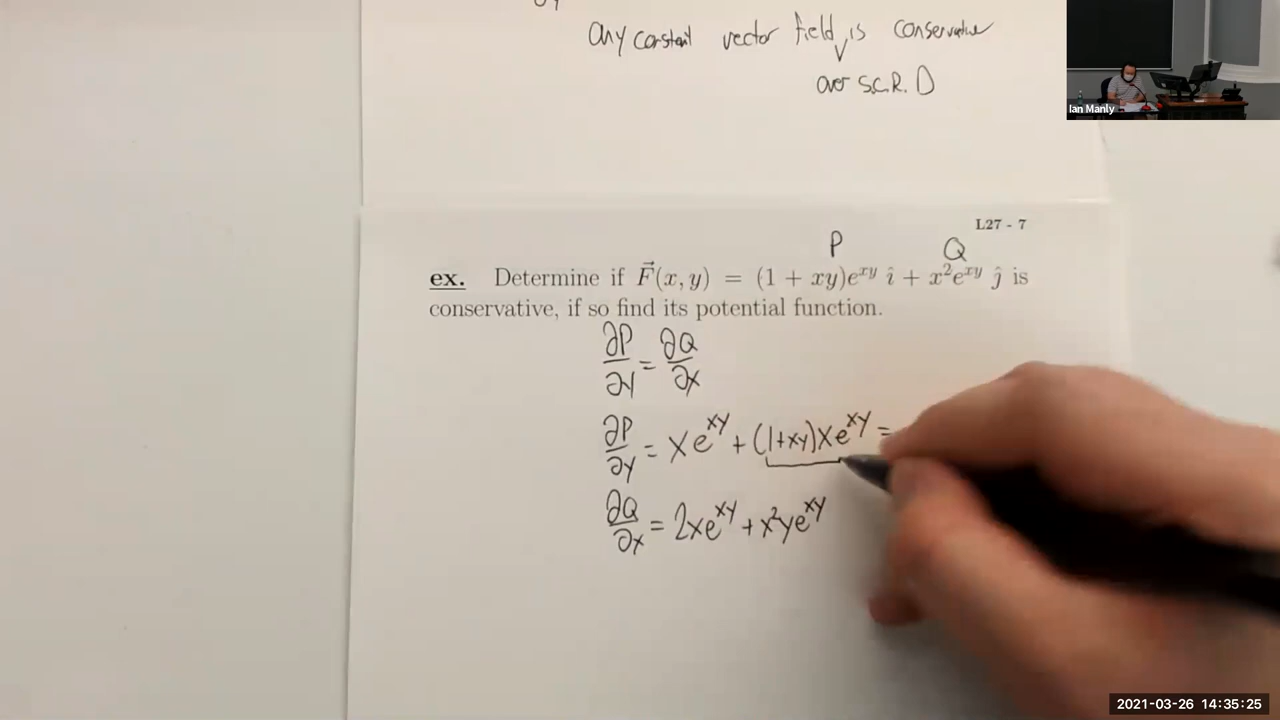 any constant vector field is conservative
over S.C.R. D
Ian Manly
L27 - 7
P Q
ex. Determine if F⃗(x, y) = (1 + xy)e^{xy} î + x²e^{xy} ĵ is
conservative, if so find its potential function.
∂P/∂y = ∂Q/∂x
∂P/∂y = xe^{xy} + (1+xy)xe^{xy} =
∂Q/∂x = 2xe^{xy} + x²ye^{xy}
2021-03-26 14:35:25